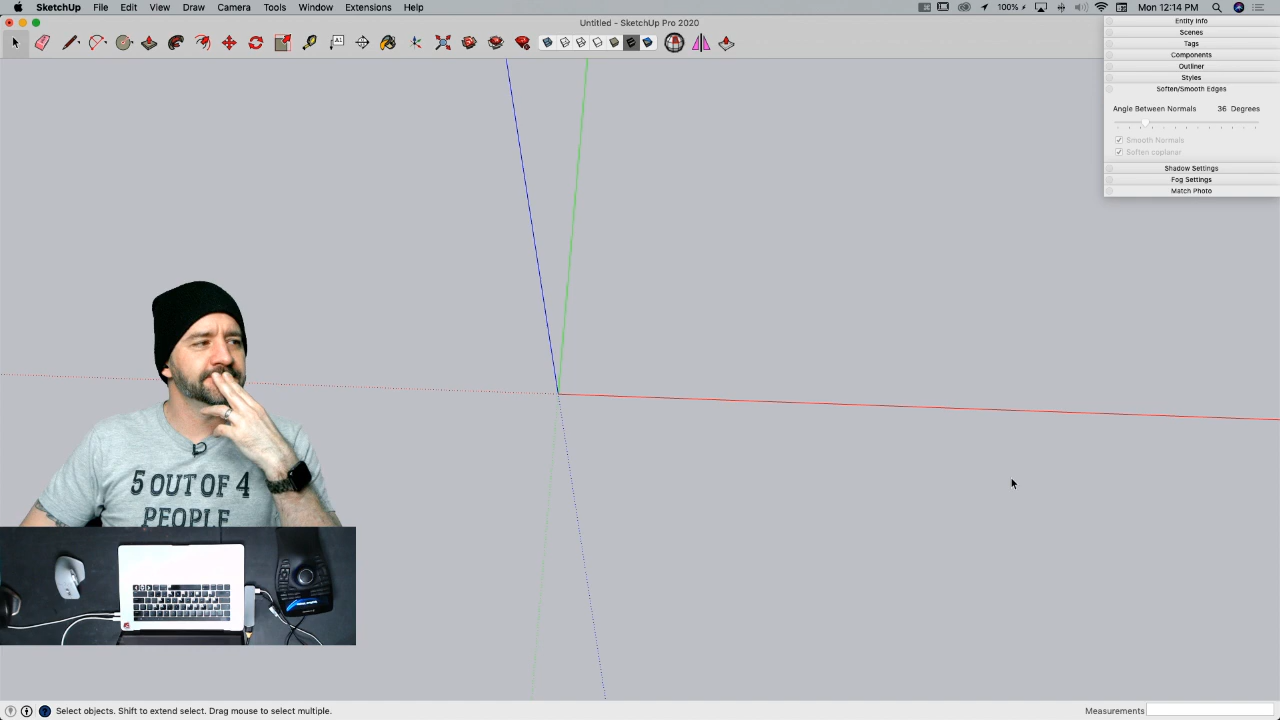 SketchUp File Edit View Draw Camera Tools Window Extensions Help 100% Mon 12:14 PM
Untitled - SketchUp Pro 2020
Entity Info
Scenes
Tags
Components
Outliner
Styles
Soften/Smooth Edges
Angle Between Normals 36 Degrees
Smooth Normals
Soften coplanar
Shadow Settings
Fog Settings
Match Photo
5 OUT OF 4
PEOPLE
Select objects. Shift to extend select. Drag mouse to select multiple.
Measurements